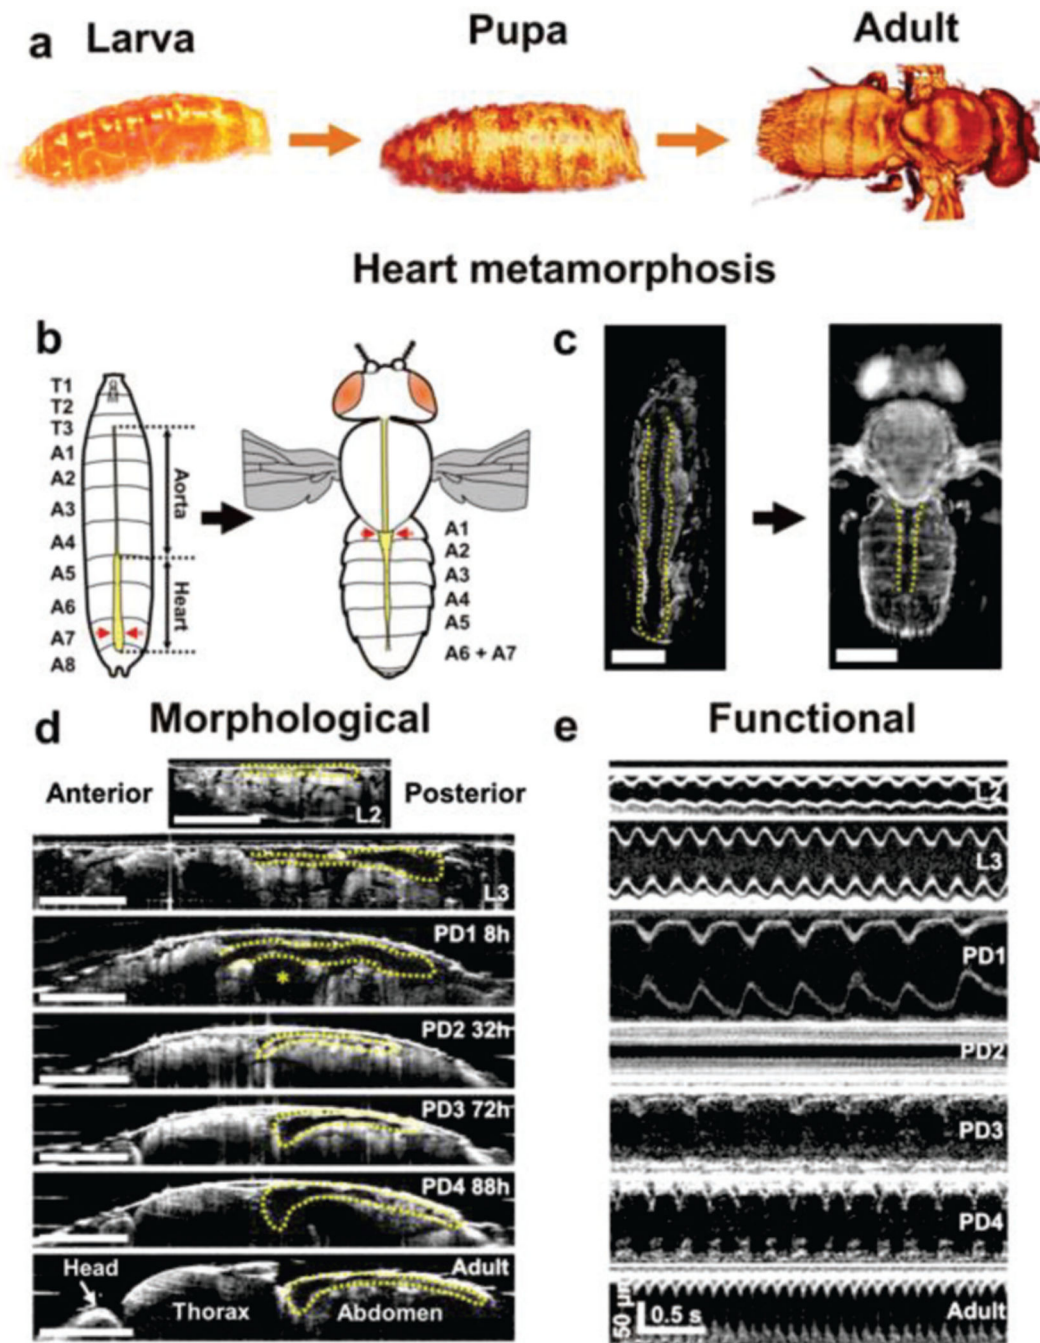 a
Larva
Pupa
Adult
Heart metamorphosis
b
T1
T2
T3
A1
A2
A3
A4
A5
A6
A7
A8
Aorta
Heart
A1
A2
A3
A4
A5
A6 + A7
c
d
Morphological
Anterior
Posterior
L2
L3
PD1 8h
*
PD2 32h
PD3 72h
PD4 88h
Adult
Head
Thorax
Abdomen
e
Functional
L2
L3
PD1
PD2
PD3
PD4
Adult
50 μm
0.5 s